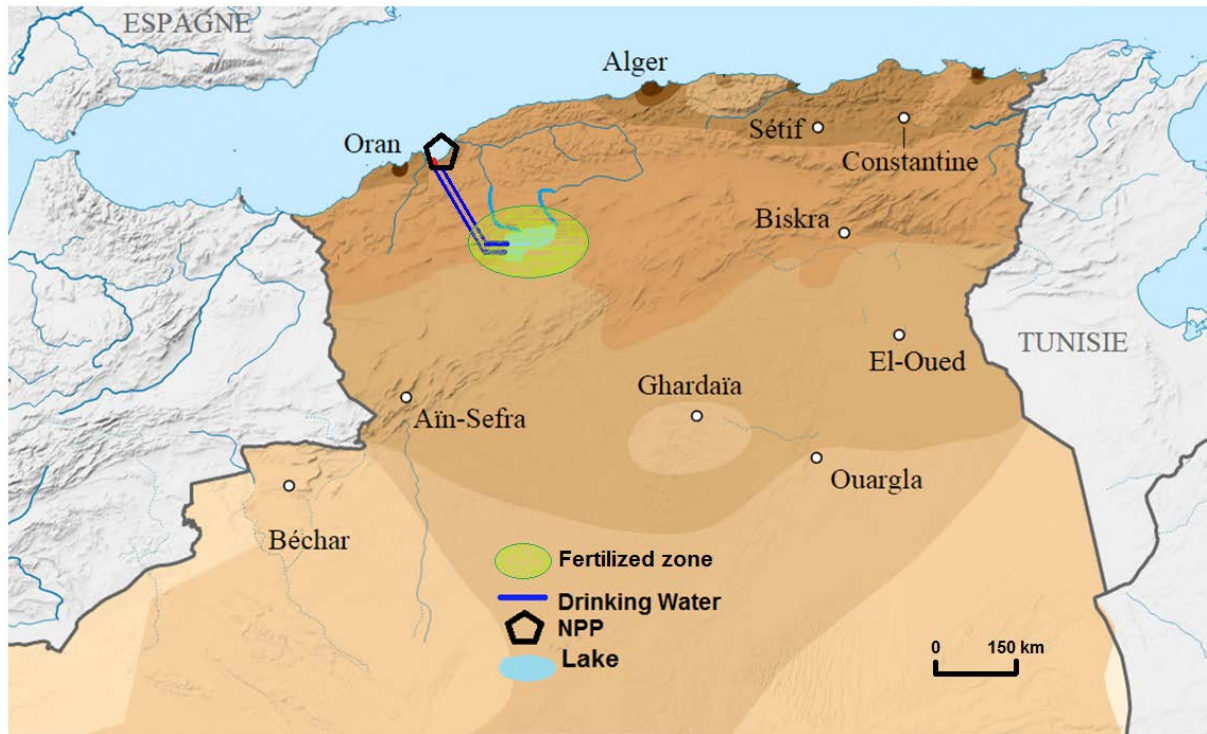 ESPAGNE
Alger
Oran
Sétif
Constantine
Biskra
TUNISIE
El-Oued
Ghardaïa
Aïn-Sefra
Ouargla
Béchar
Fertilized zone
Drinking Water
NPP
Lake
0 150 km